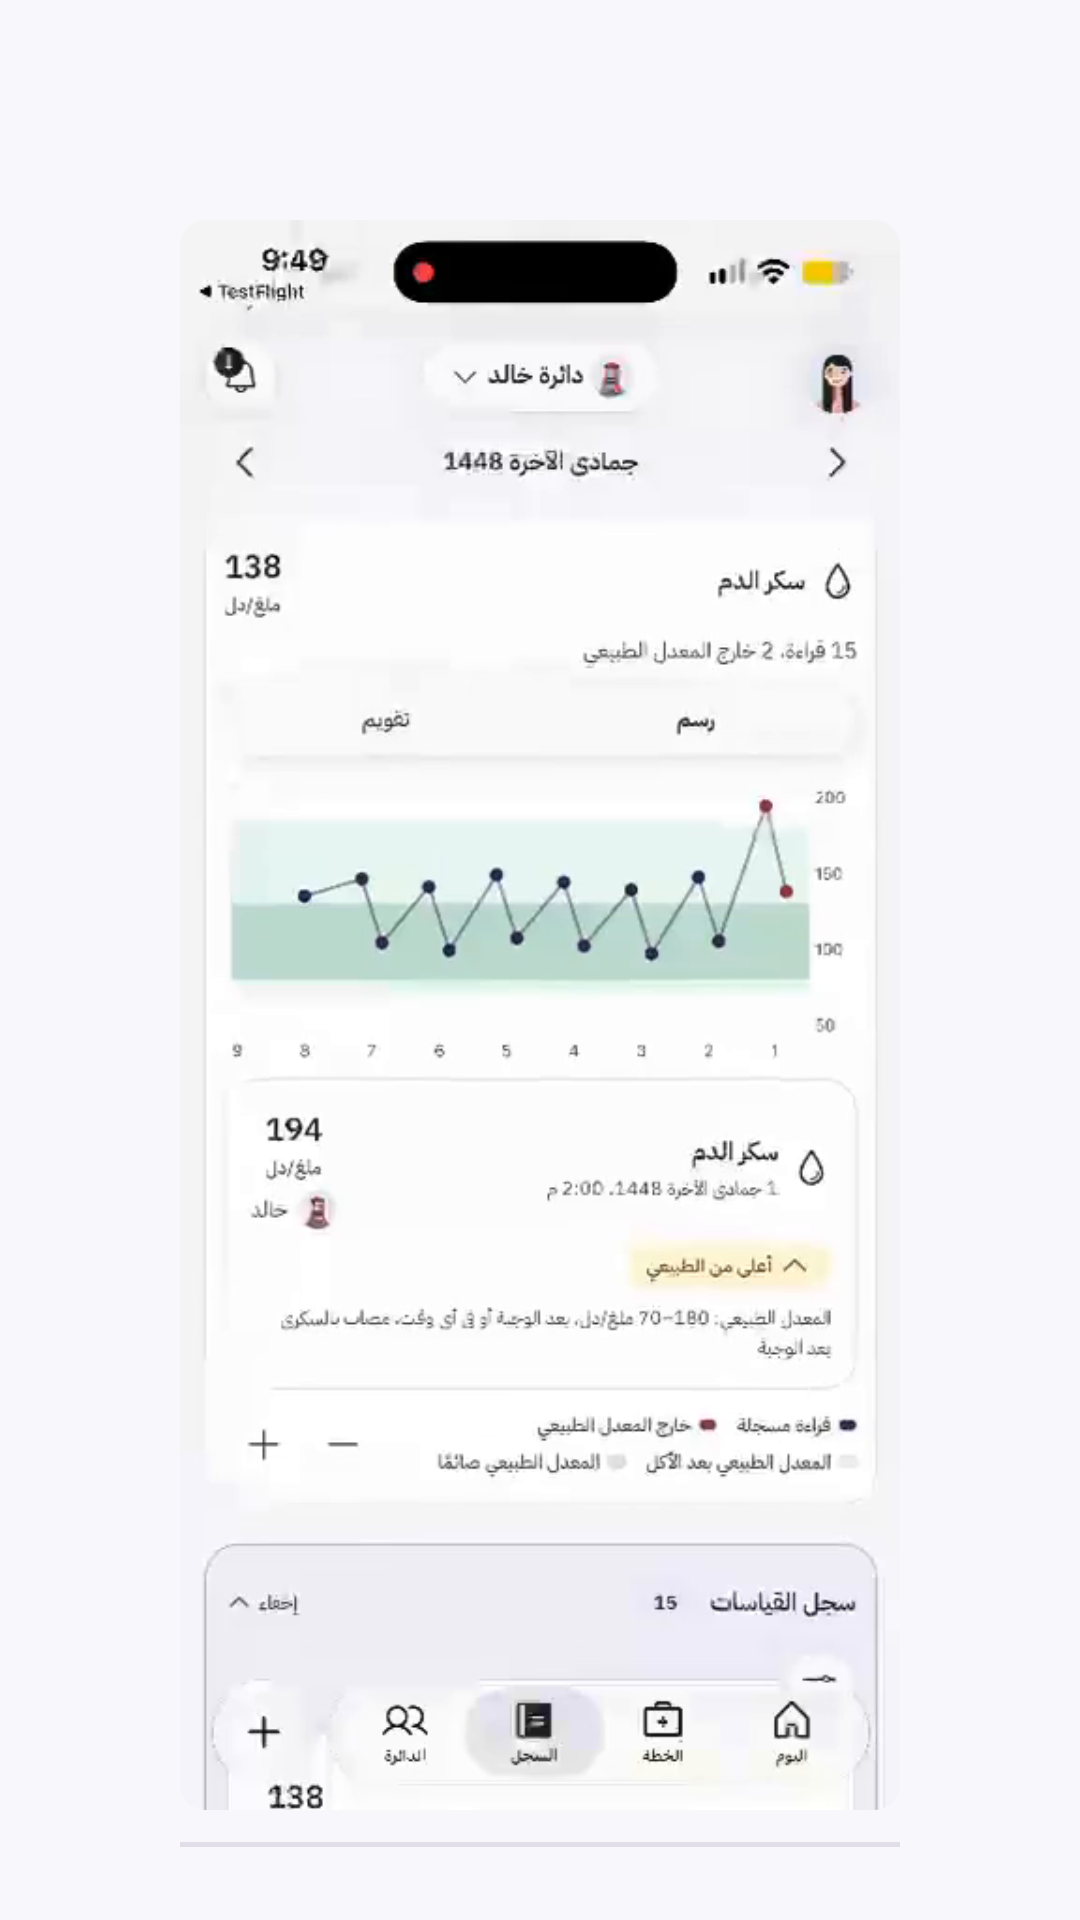 9:49
◀ TestFlight
دائرة خالد
جمادى الآخرة 1448
سكر الدم
138
ملغ/دل
15 قراءة، 2 خارج المعدل الطبيعي
رسم
تقويم
200
150
100
50
1 2 3 4 5 6 7 8 9
سكر الدم
194
ملغ/دل
1 جمادى الآخرة 1448، 2:00 م
خالد
أعلى من الطبيعي
المعدل الطبيعي: 180–70 ملغ/دل، بعد الوجبة أو في أي وقت، مصاب بالسكري
بعد الوجبة
قراءة مسجلة
خارج المعدل الطبيعي
المعدل الطبيعي بعد الأكل
المعدل الطبيعي صائمًا
سجل القياسات 15
إخفاء
اليوم
الخطة
السجل
الدائرة
138